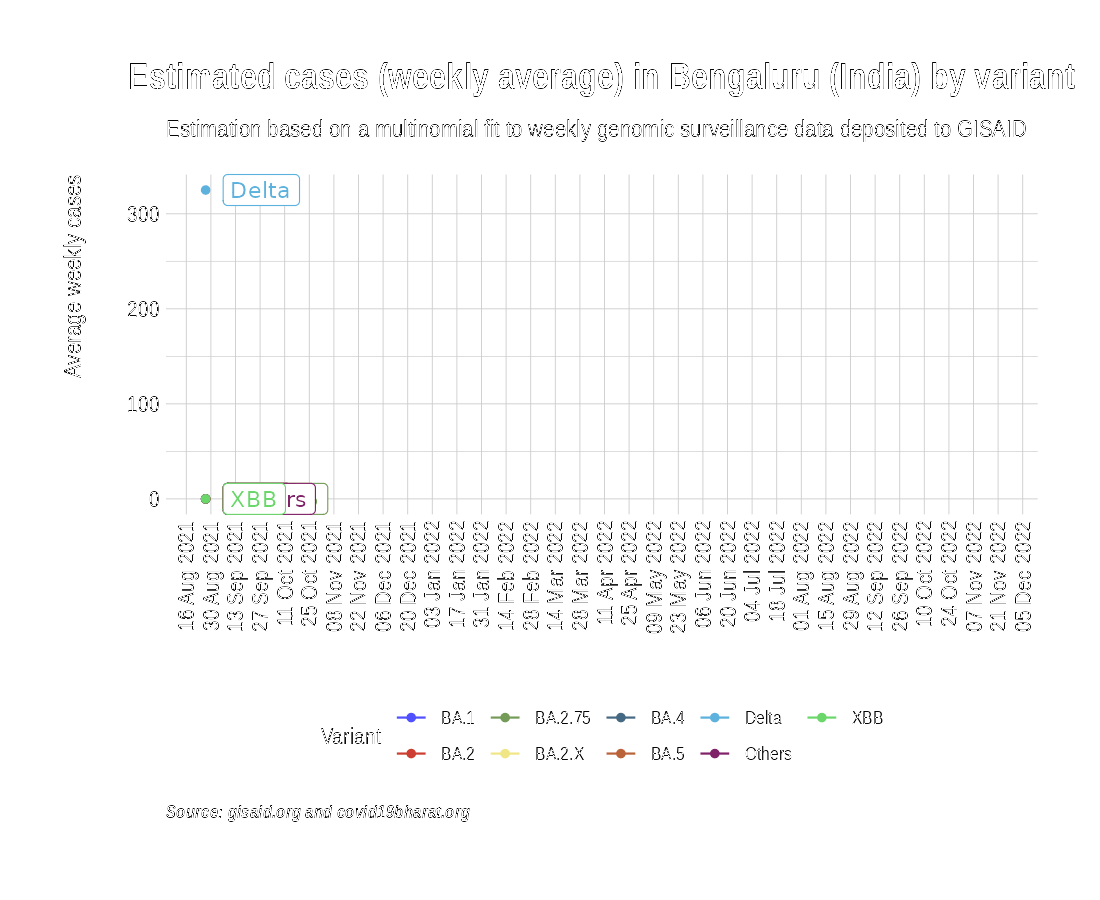 Estimated cases (weekly average) in Bengaluru (India) by variant
Estimation based on a multinomial fit to weekly genomic surveillance data deposited to GISAID
Average weekly cases
300
200
100
0
Delta
XBB
rs
16 Aug 2021
30 Aug 2021
13 Sep 2021
27 Sep 2021
11 Oct 2021
25 Oct 2021
08 Nov 2021
22 Nov 2021
06 Dec 2021
20 Dec 2021
03 Jan 2022
17 Jan 2022
31 Jan 2022
14 Feb 2022
28 Feb 2022
14 Mar 2022
28 Mar 2022
11 Apr 2022
25 Apr 2022
09 May 2022
23 May 2022
06 Jun 2022
20 Jun 2022
04 Jul 2022
18 Jul 2022
01 Aug 2022
15 Aug 2022
29 Aug 2022
12 Sep 2022
26 Sep 2022
10 Oct 2022
24 Oct 2022
07 Nov 2022
21 Nov 2022
05 Dec 2022
Variant
BA.1 BA.2.75 BA.4 Delta XBB
BA.2 BA.2.X BA.5 Others
Source: gisaid.org and covid19bharat.org